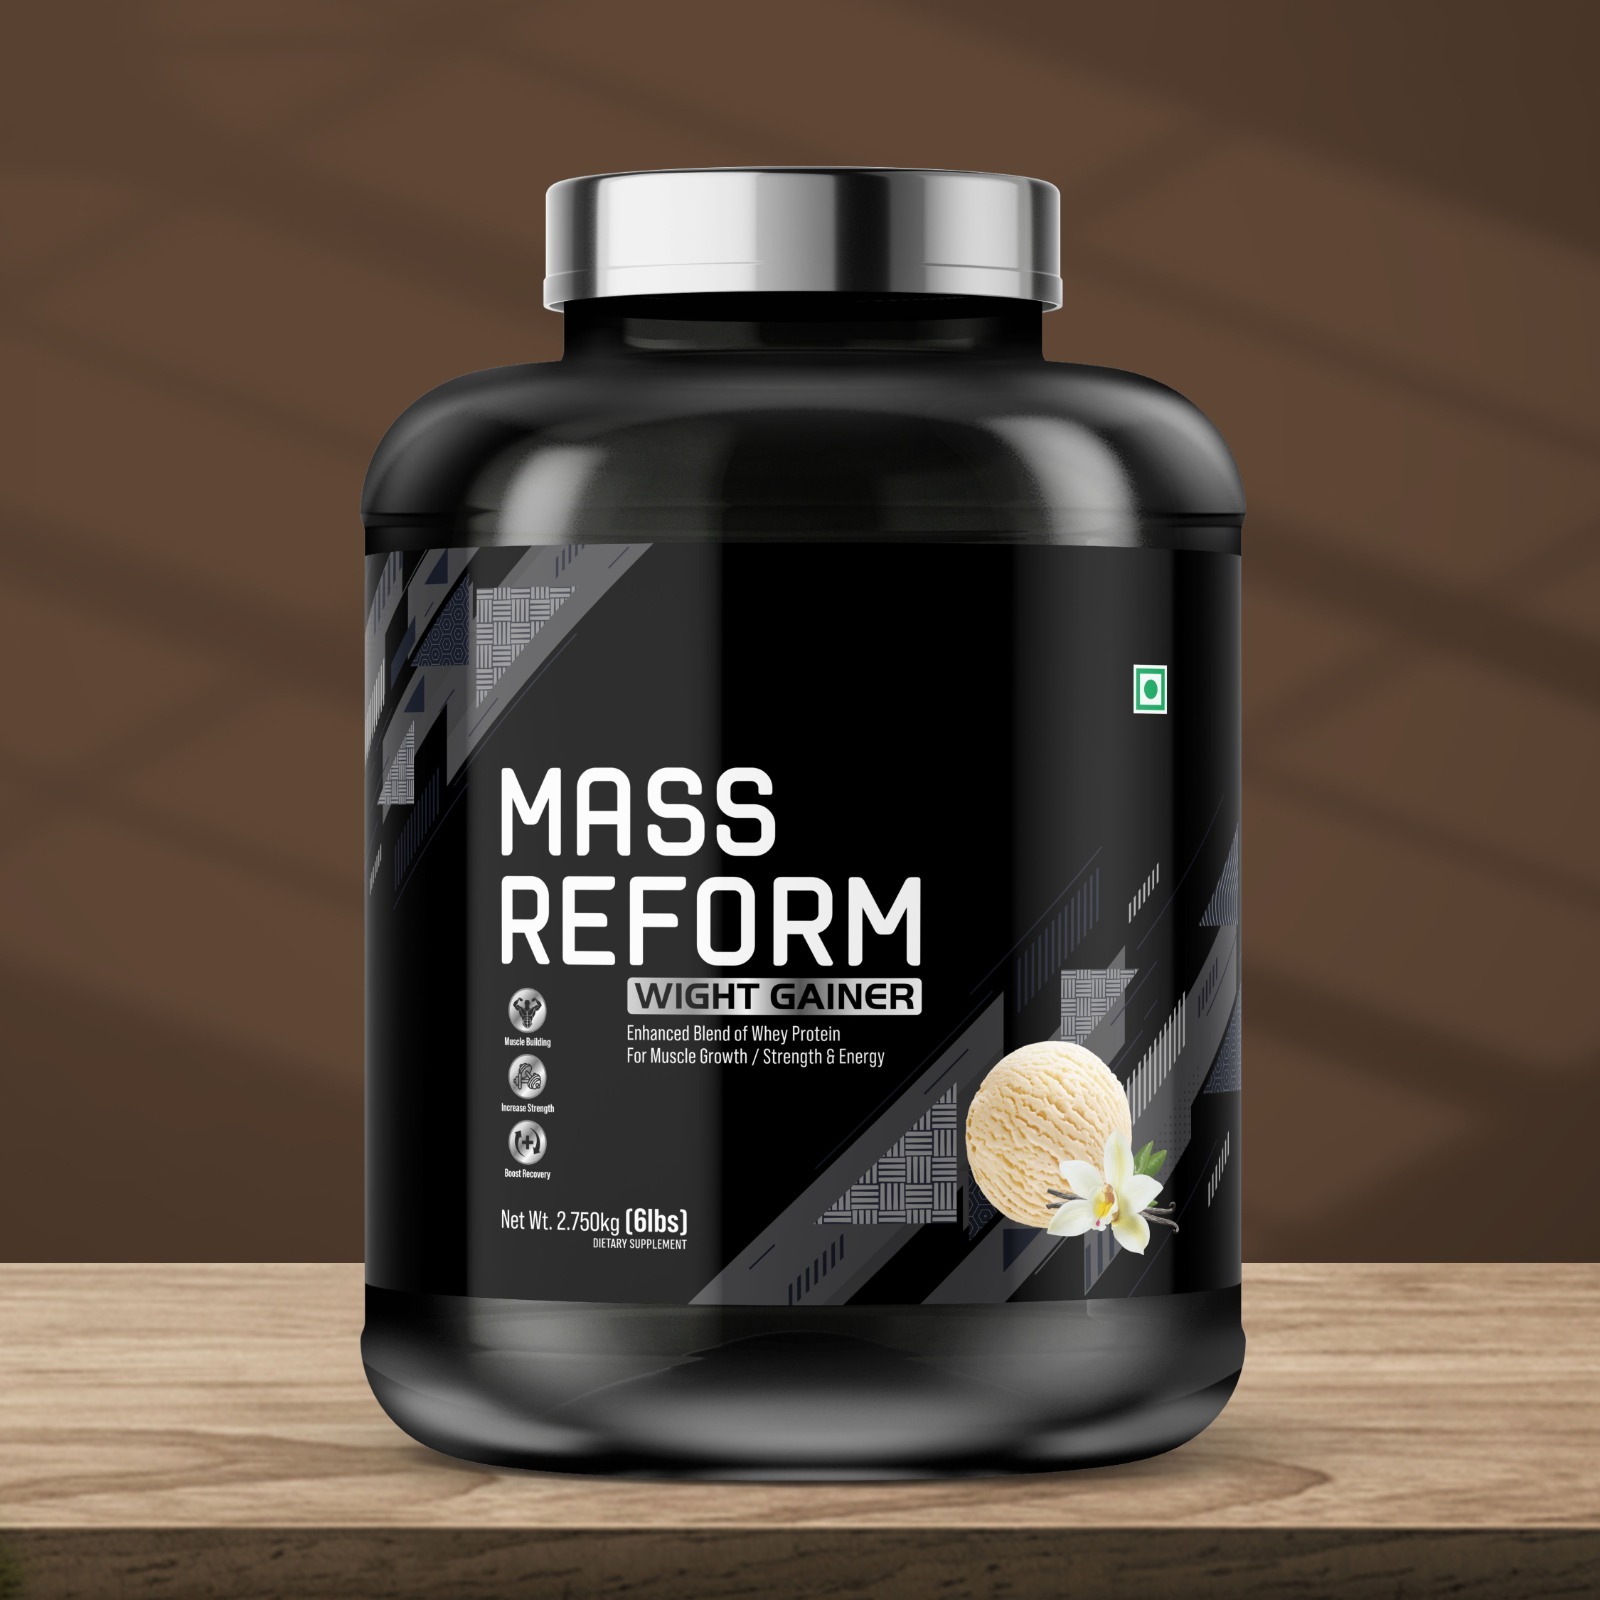 MASS
REFORM
WIGHT GAINER
Enhanced Blend of Whey Protein
For Muscle Growth / Strength & Energy
Muscle Building
Increase Strength
Boost Recovery
Net Wt. 2.750kg (6lbs)
DIETARY SUPPLEMENT